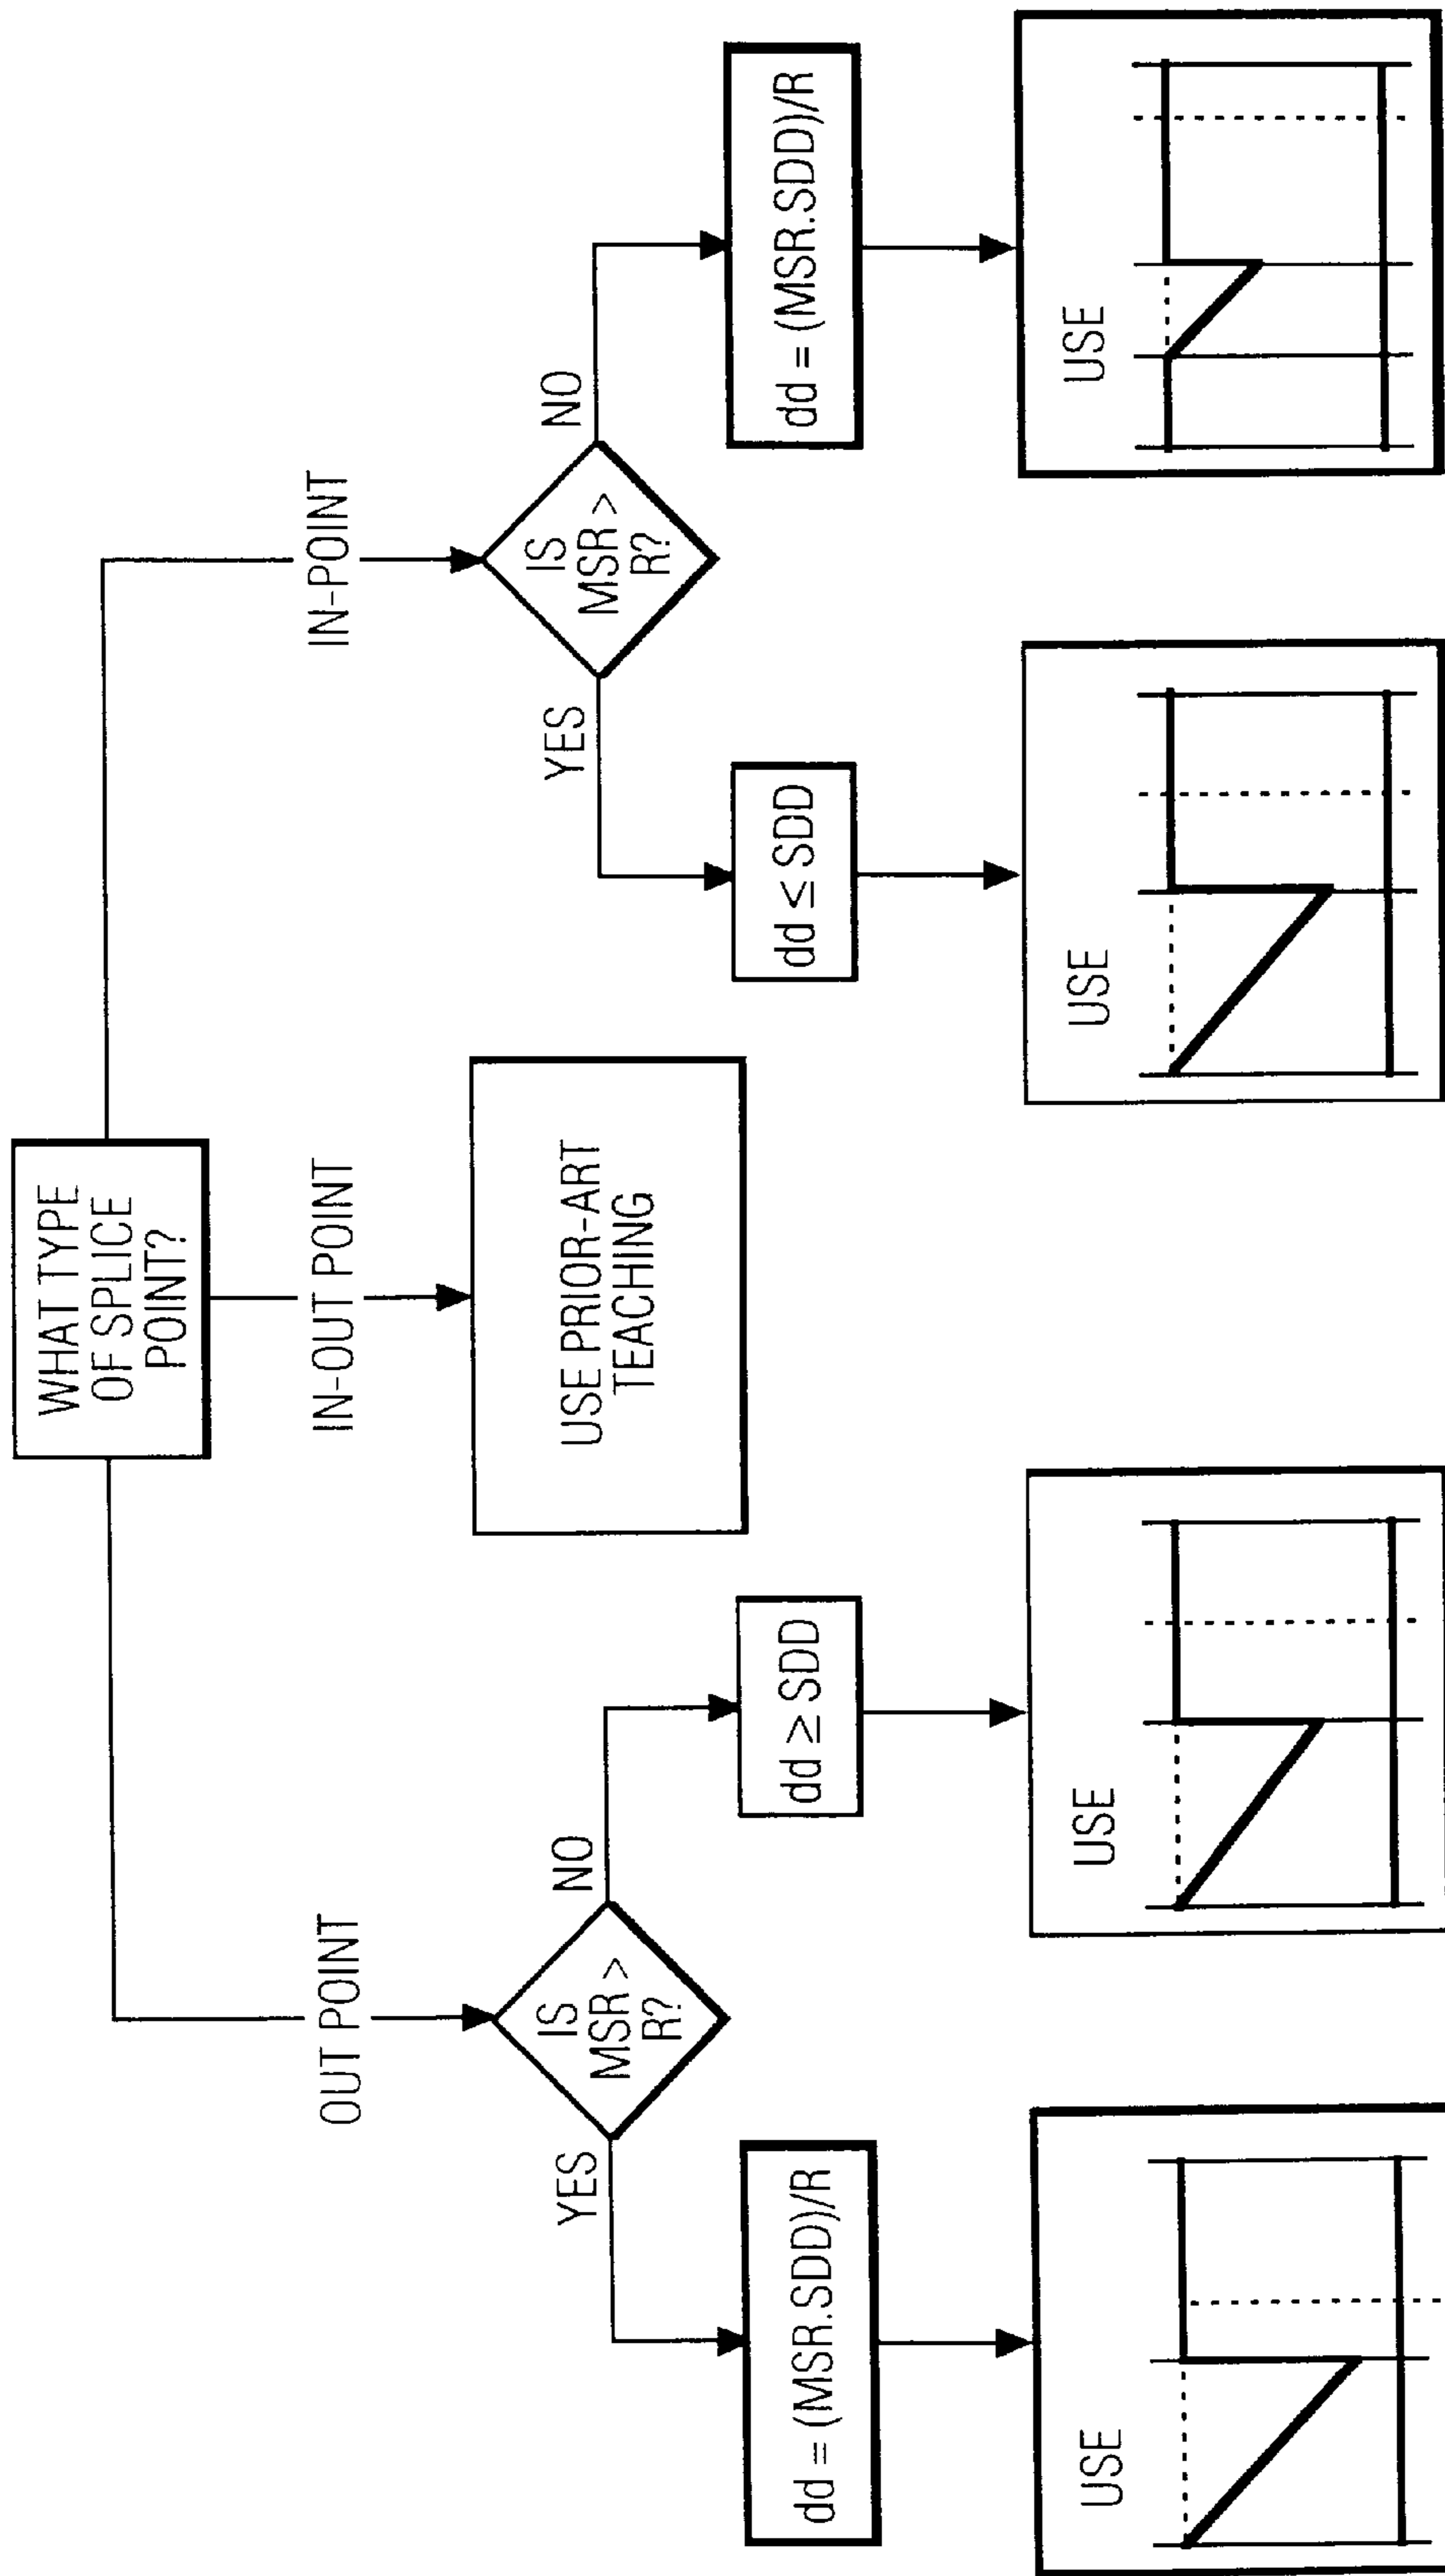 WHAT TYPE
OF SPLICE
POINT?
OUT POINT
IN-OUT POINT
IN-POINT
IS
MSR >
R?
USE PRIOR-ART
TEACHING
IS
MSR >
R?
YES
NO
YES
NO
dd = (MSR.SDD)/R
dd ≥ SDD
dd ≤ SDD
dd = (MSR.SDD)/R
USE
USE
USE
USE